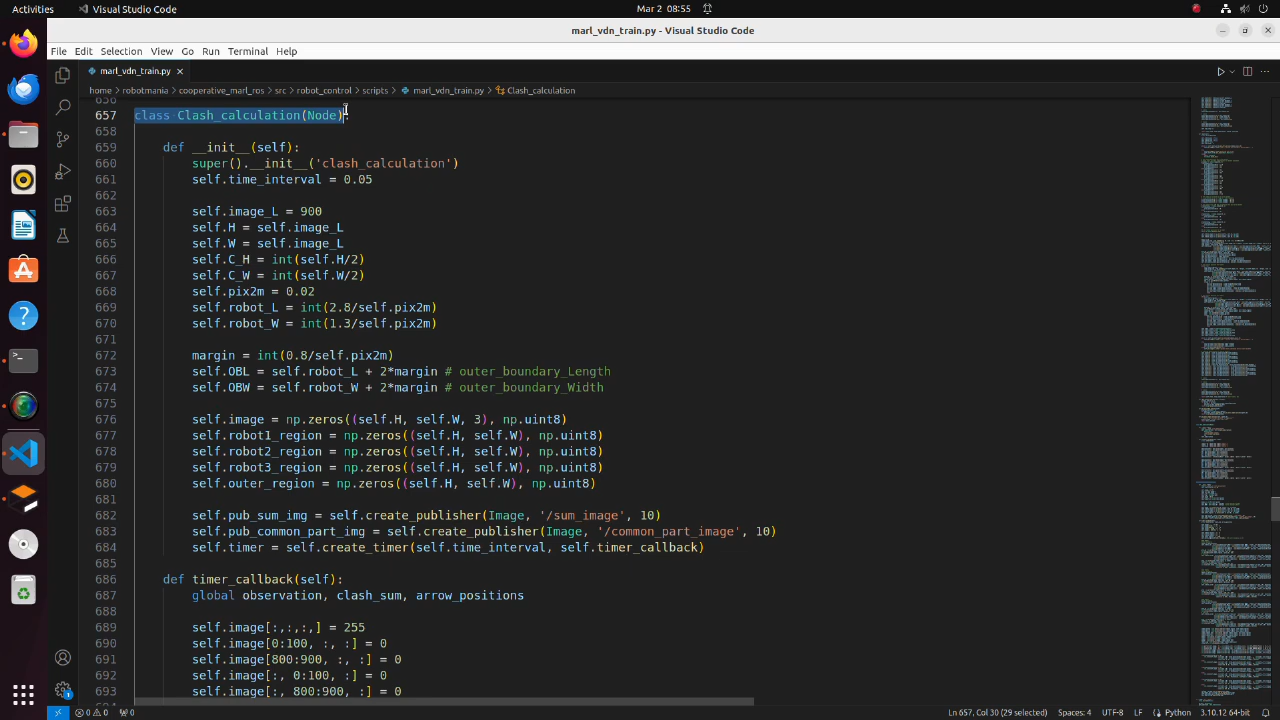 Activities
Visual Studio Code
Mar 2 08:55
marl_vdn_train.py - Visual Studio Code
File Edit Selection View Go Run Terminal Help
marl_vdn_train.py
home > robotmania > cooperative_marl_ros > src > robot_control > scripts > marl_vdn_train.py > Clash_calculation
656
657 class Clash_calculation(Node):
658
659 def __init__(self):
660 super().__init__('clash_calculation')
661 self.time_interval = 0.05
662
663 self.image_L = 900
664 self.H = self.image_L
665 self.W = self.image_L
666 self.C_H = int(self.H/2)
667 self.C_W = int(self.W/2)
668 self.pix2m = 0.02
669 self.robot_L = int(2.8/self.pix2m)
670 self.robot_W = int(1.3/self.pix2m)
671
672 margin = int(0.8/self.pix2m)
673 self.OBL = self.robot_L + 2*margin # outer_boundary_Length
674 self.OBW = self.robot_W + 2*margin # outer_boundary_Width
675
676 self.image = np.zeros((self.H, self.W, 3), np.uint8)
677 self.robot1_region = np.zeros((self.H, self.W), np.uint8)
678 self.robot2_region = np.zeros((self.H, self.W), np.uint8)
679 self.robot3_region = np.zeros((self.H, self.W), np.uint8)
680 self.outer_region = np.zeros((self.H, self.W), np.uint8)
681
682 self.pub_sum_img = self.create_publisher(Image, '/sum_image', 10)
683 self.pub_common_part_img = self.create_publisher(Image, '/common_part_image', 10)
684 self.timer = self.create_timer(self.time_interval, self.timer_callback)
685
686 def timer_callback(self):
687 global observation, clash_sum, arrow_positions
688
689 self.image[:,:,:,] = 255
690 self.image[0:100, :, :] = 0
691 self.image[800:900, :, :] = 0
692 self.image[:, 0:100, :] = 0
693 self.image[:, 800:900, :] = 0
694
0 0 0
Ln 657, Col 30 (29 selected) Spaces: 4 UTF-8 LF Python 3.10.12 64-bit